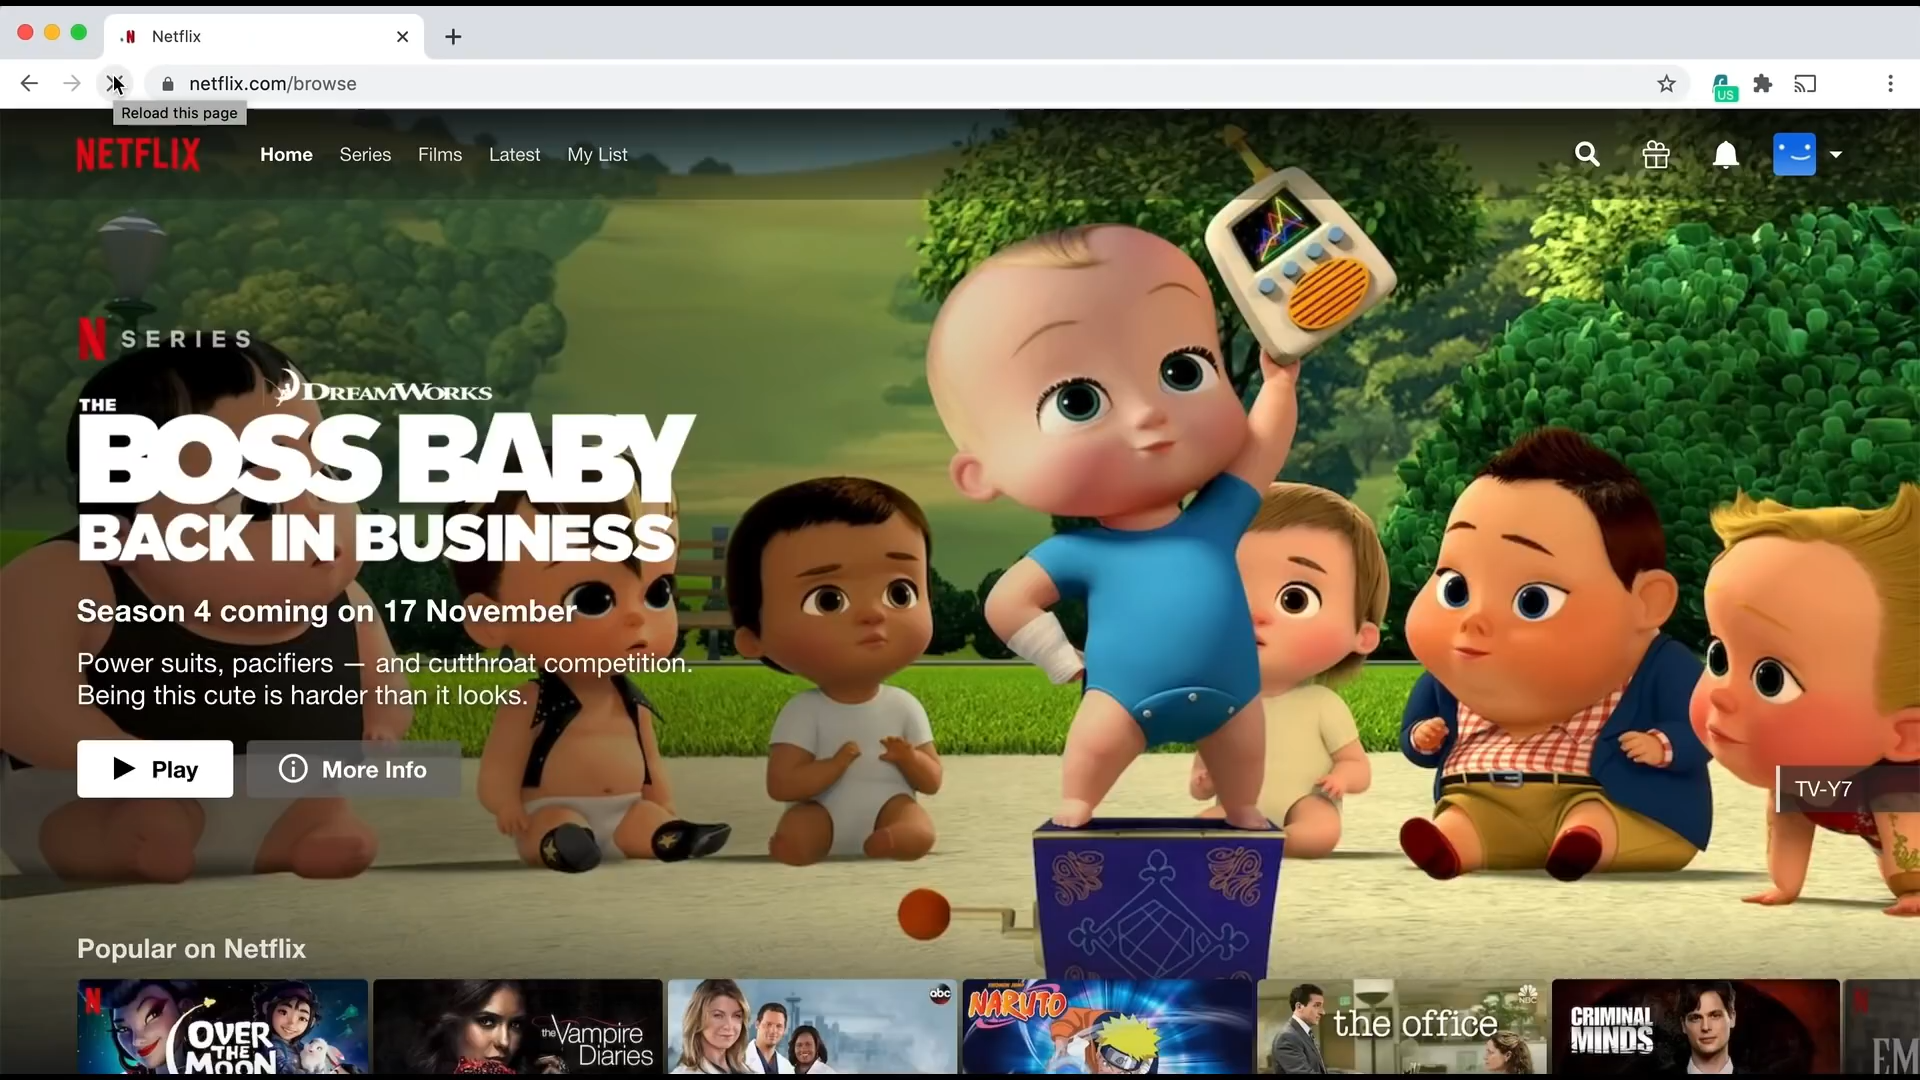 Netflix
netflix.com/browse
US
Reload this page
NETFLIX
Home
Series
Films
Latest
My List
N SERIES
DREAMWORKS
THE
BOSS BABY
BACK IN BUSINESS
Season 4 coming on 17 November
Power suits, pacifiers — and cutthroat competition.
Being this cute is harder than it looks.
Play
More Info
TV-Y7
Popular on Netflix
N
OVER
THE
MOON
the Vampire
Diaries
abc
NARUTO
the office
NBC
CRIMINAL
MINDS
EM